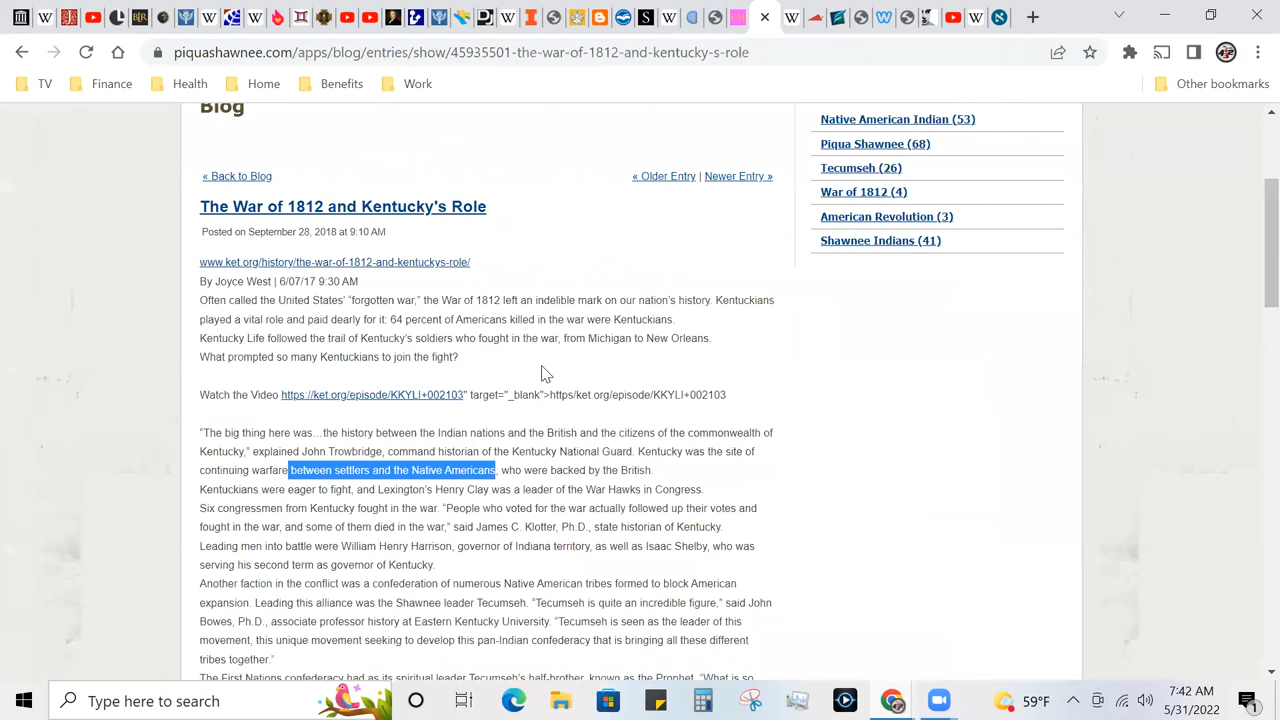 piquashawnee.com/apps/blog/entries/show/45935501-the-war-of-1812-and-kentucky-s-role
TV
Finance
Health
Home
Benefits
Work
Other bookmarks
Blog
« Back to Blog
« Older Entry | Newer Entry »
The War of 1812 and Kentucky's Role
Posted on September 28, 2018 at 9:10 AM
www.ket.org/history/the-war-of-1812-and-kentuckys-role/
By Joyce West | 6/07/17 9:30 AM
Often called the United States' “forgotten war,” the War of 1812 left an indelible mark on our nation’s history. Kentuckians
played a vital role and paid dearly for it: 64 percent of Americans killed in the war were Kentuckians.
Kentucky Life followed the trail of Kentucky’s soldiers who fought in the war, from Michigan to New Orleans.
What prompted so many Kentuckians to join the fight?
Watch the Video https://ket.org/episode/KKYLI+002103" target="_blank">https/ket.org/episode/KKYLI+002103
“The big thing here was…the history between the Indian nations and the British and the citizens of the commonwealth of
Kentucky,” explained John Trowbridge, command historian of the Kentucky National Guard. Kentucky was the site of
continuing warfare between settlers and the Native Americans, who were backed by the British.
Kentuckians were eager to fight, and Lexington’s Henry Clay was a leader of the War Hawks in Congress.
Six congressmen from Kentucky fought in the war. “People who voted for the war actually followed up their votes and
fought in the war, and some of them died in the war,” said James C. Klotter, Ph.D., state historian of Kentucky.
Leading men into battle were William Henry Harrison, governor of Indiana territory, as well as Isaac Shelby, who was
serving his second term as governor of Kentucky.
Another faction in the conflict was a confederation of numerous Native American tribes formed to block American
expansion. Leading this alliance was the Shawnee leader Tecumseh. “Tecumseh is quite an incredible figure,” said John
Bowes, Ph.D., associate professor history at Eastern Kentucky University. “Tecumseh is seen as the leader of this
movement, this unique movement seeking to develop this pan-Indian confederacy that is bringing all these different
tribes together.”
The First Nations confederacy had as its spiritual leader Tecumseh’s half-brother, known as the Prophet. “What is so
Native American Indian (53)
Piqua Shawnee (68)
Tecumseh (26)
War of 1812 (4)
American Revolution (3)
Shawnee Indians (41)
Type here to search
59°F
7:42 AM
5/31/2022
1